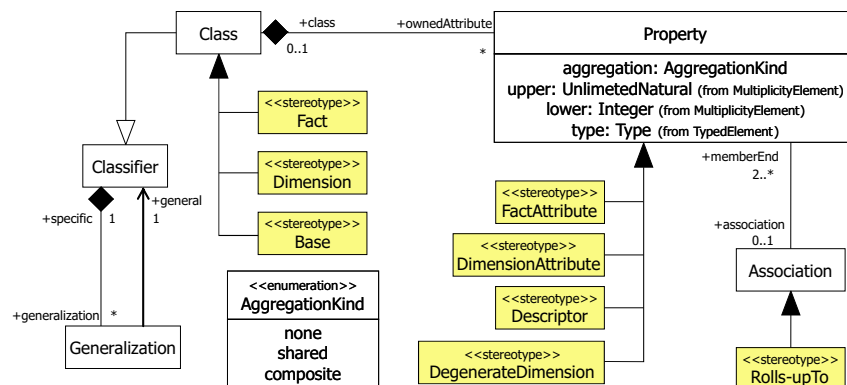 Class
+class
0..1
+ownedAttribute
*
Property
aggregation: AggregationKind
upper: UnlimetedNatural (from MultiplicityElement)
lower: Integer (from MultiplicityElement)
type: Type (from TypedElement)
<<stereotype>>
Fact
<<stereotype>>
Dimension
<<stereotype>>
Base
Classifier
+specific
1
+general
1
+generalization
*
Generalization
<<enumeration>>
AggregationKind
none
shared
composite
<<stereotype>>
FactAttribute
<<stereotype>>
DimensionAttribute
<<stereotype>>
Descriptor
<<stereotype>>
DegenerateDimension
+memberEnd
2..*
+association
0..1
Association
<<stereotype>>
Rolls-upTo